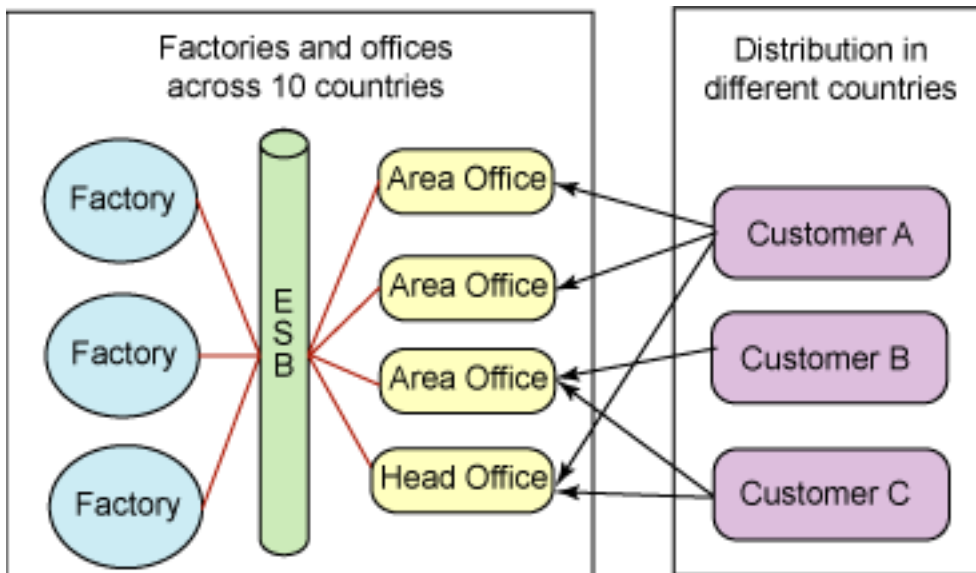 Factories and offices
across 10 countries
Factory
Factory
Factory
E
S
B
Area Office
Area Office
Area Office
Head Office
Distribution in
different countries
Customer A
Customer B
Customer C